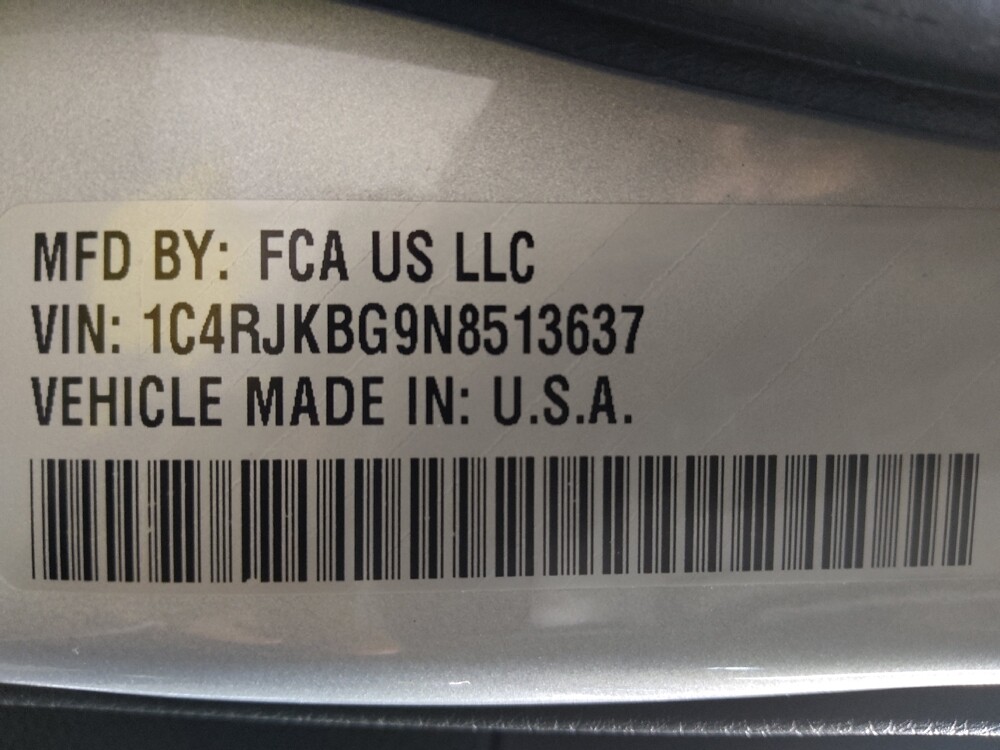 MFD BY: FCA US LLC
VIN: 1C4RJKBG9N8513637
VEHICLE MADE IN: U.S.A.